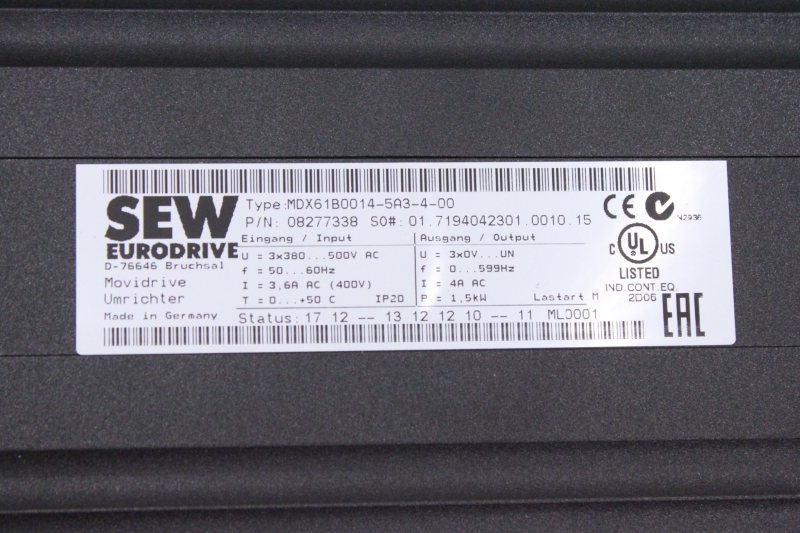 SEW
EURODRIVE
D-76646 Bruchsal
Movidrive
Umrichter
Made in Germany
Type:MDX61B0014-5A3-4-00
P/N: 08277338 SO#: 01.7194042301.0010.15
Eingang / Input
U = 3x380...500V AC
f = 50...60Hz
I = 3,6A AC (400V)
T = 0...+50 C IP20
Ausgang / Output
U = 3x0V...UN
f = 0...599Hz
I = 4A AC
P = 1,5kW Lastart M
Status: 17 12 -- 13 12 12 10 -- 11 ML0001
CE
N2936
C UL US
LISTED
IND.CONT.EQ.
2D06
EAC